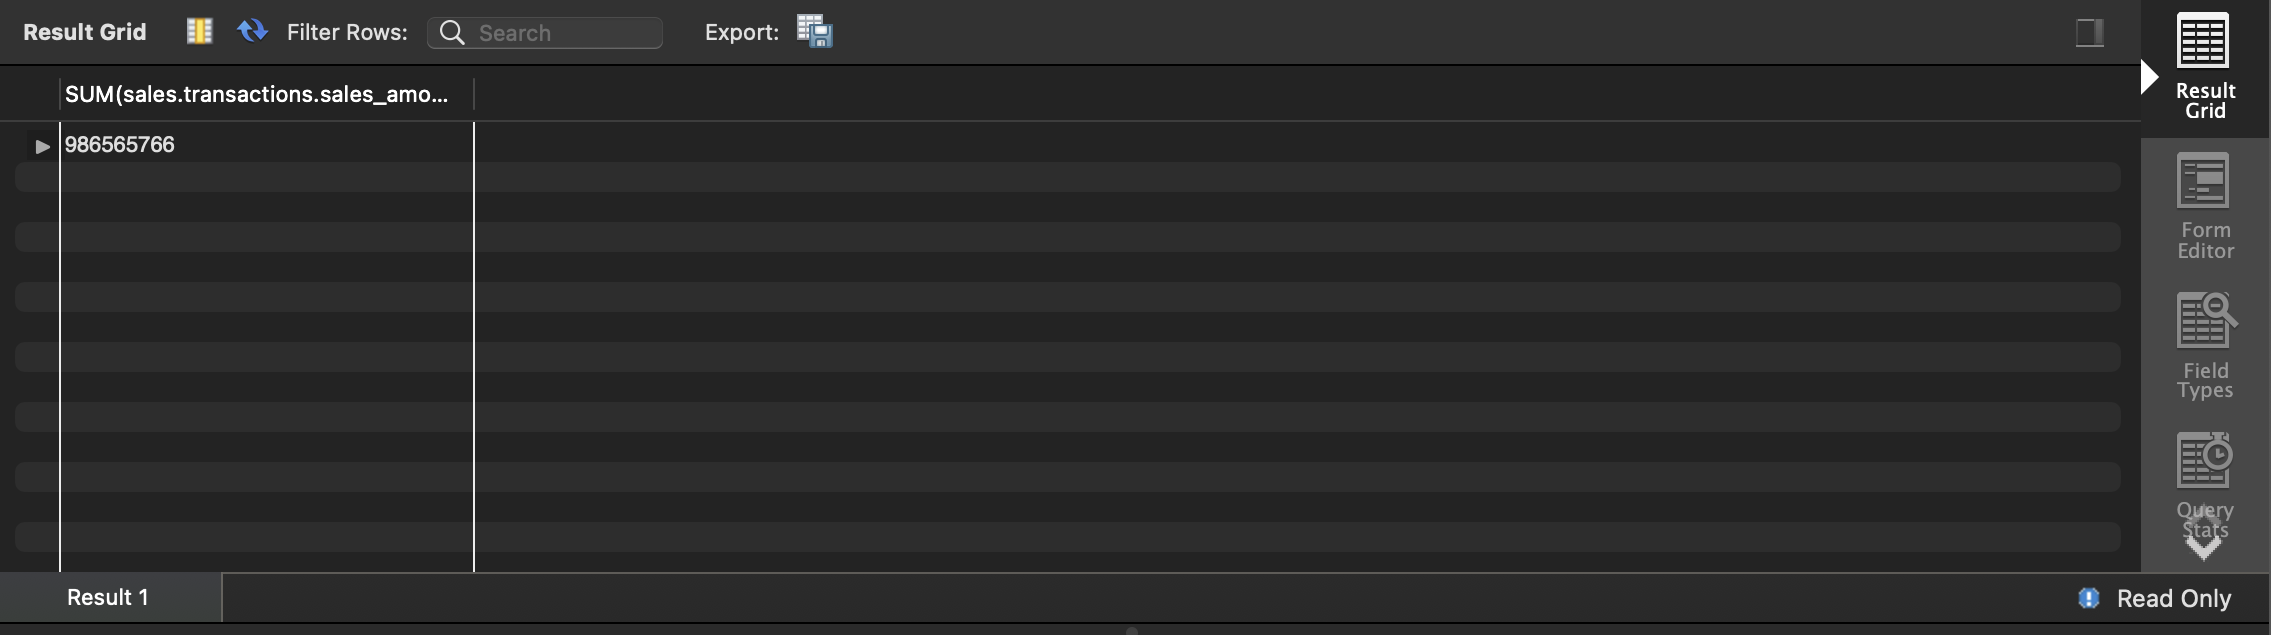 Result Grid Filter Rows: Search Export:
SUM(sales.transactions.sales_amo...
986565766
Result
Grid
Form
Editor
Field
Types
Query
Stats
Result 1
Read Only